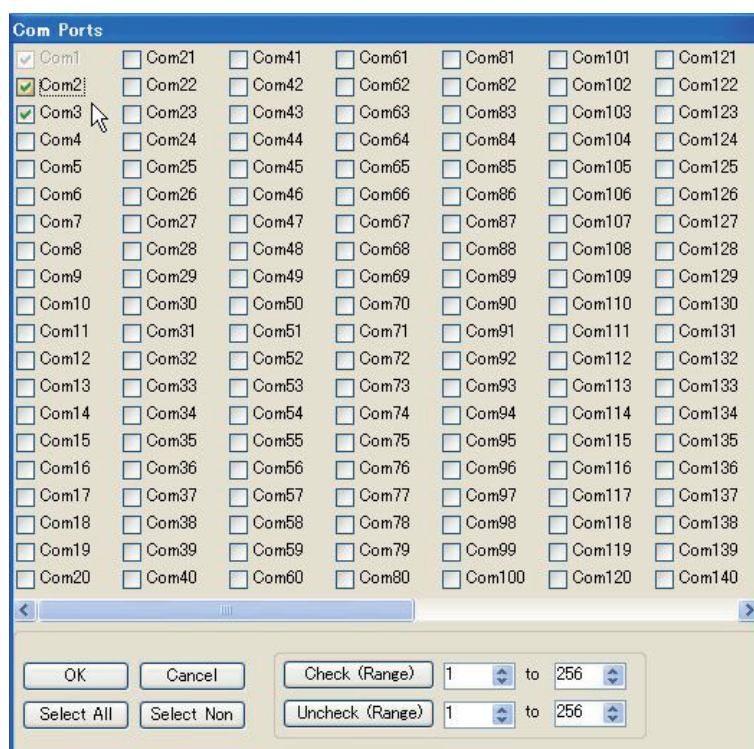 Com Ports
Com1 Com21 Com41 Com61 Com81 Com101 Com121
Com2 Com22 Com42 Com62 Com82 Com102 Com122
Com3 Com23 Com43 Com63 Com83 Com103 Com123
Com4 Com24 Com44 Com64 Com84 Com104 Com124
Com5 Com25 Com45 Com65 Com85 Com105 Com125
Com6 Com26 Com46 Com66 Com86 Com106 Com126
Com7 Com27 Com47 Com67 Com87 Com107 Com127
Com8 Com28 Com48 Com68 Com88 Com108 Com128
Com9 Com29 Com49 Com69 Com89 Com109 Com129
Com10 Com30 Com50 Com70 Com90 Com110 Com130
Com11 Com31 Com51 Com71 Com91 Com111 Com131
Com12 Com32 Com52 Com72 Com92 Com112 Com132
Com13 Com33 Com53 Com73 Com93 Com113 Com133
Com14 Com34 Com54 Com74 Com94 Com114 Com134
Com15 Com35 Com55 Com75 Com95 Com115 Com135
Com16 Com36 Com56 Com76 Com96 Com116 Com136
Com17 Com37 Com57 Com77 Com97 Com117 Com137
Com18 Com38 Com58 Com78 Com98 Com118 Com138
Com19 Com39 Com59 Com79 Com99 Com119 Com139
Com20 Com40 Com60 Com80 Com100 Com120 Com140
OK Cancel Check (Range) 1 to 256
Select All Select Non Uncheck (Range) 1 to 256